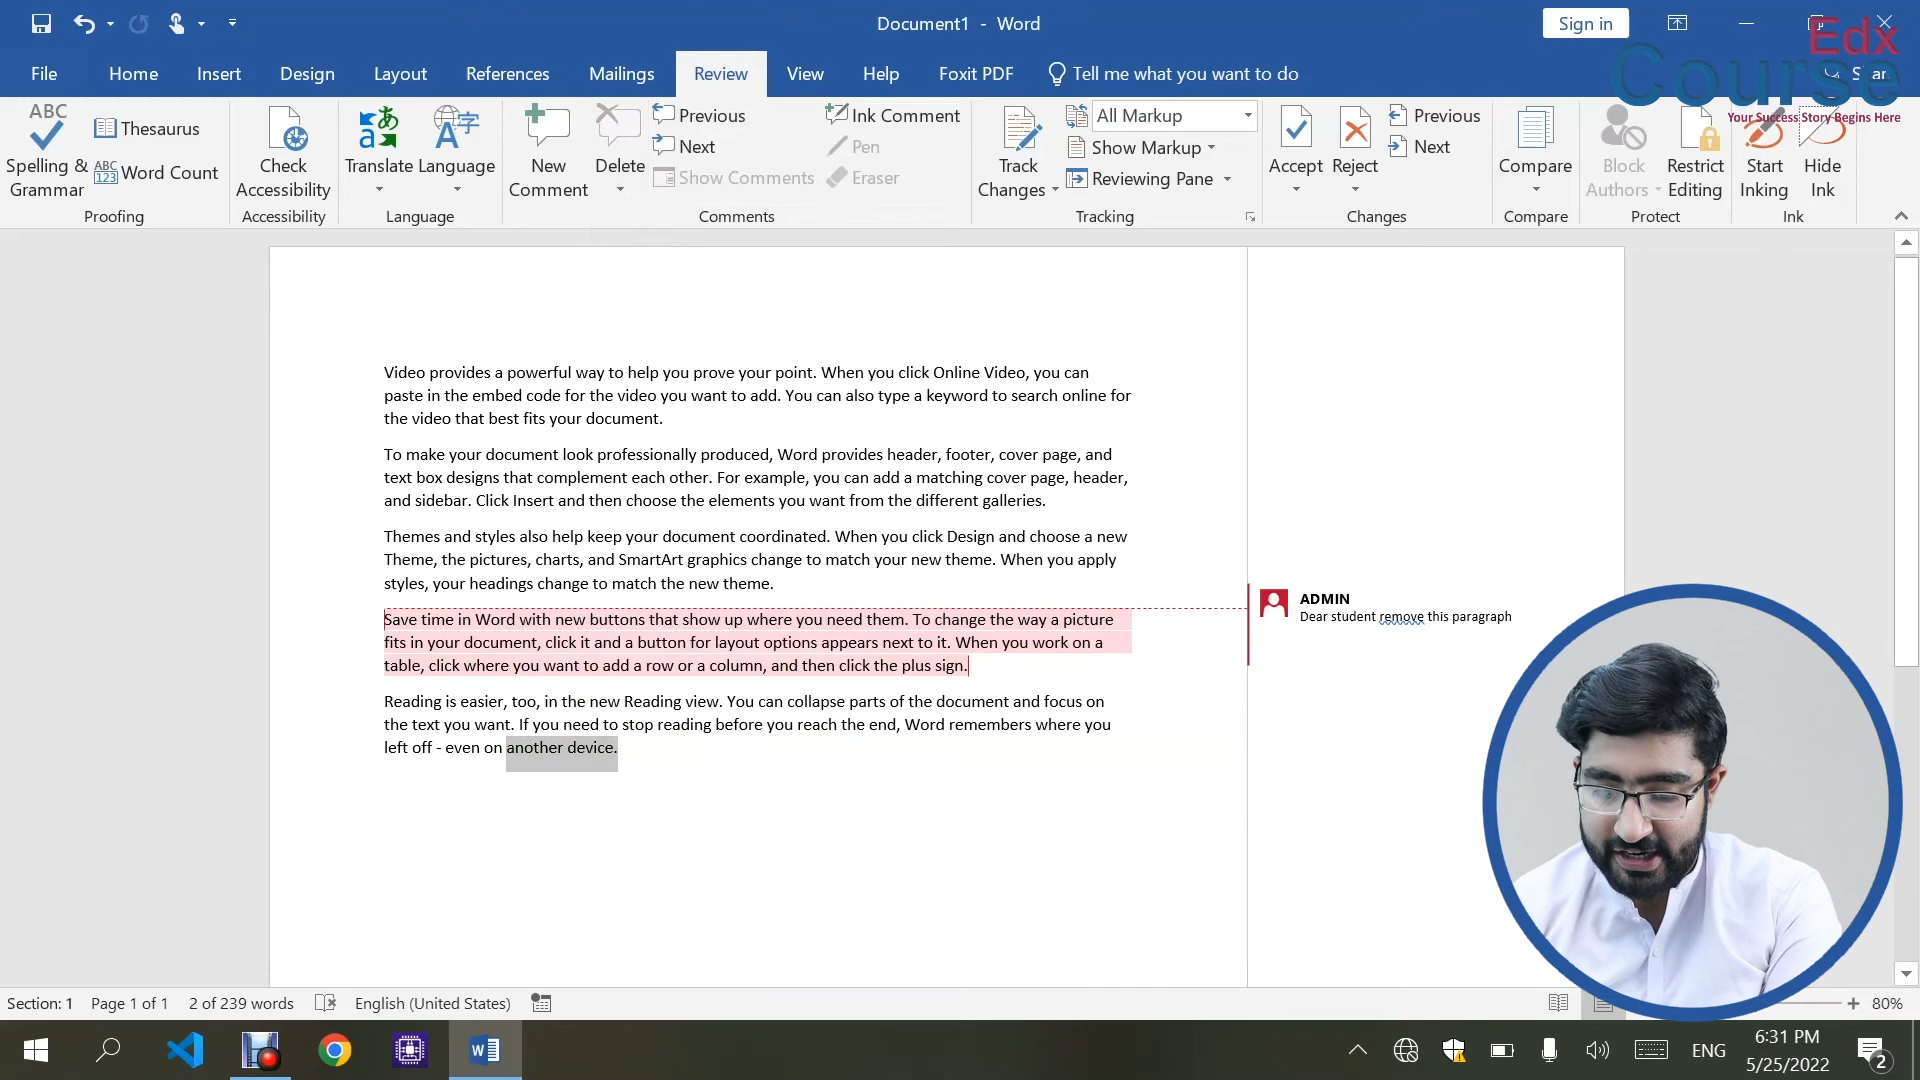 Document1 - Word
Sign in
Edx
Course
Your Success Story Begins Here
File Home Insert Design Layout References Mailings Review View Help Foxit PDF Tell me what you want to do
ABC
Spelling &
Grammar
Thesaurus
ABC
123 Word Count
Proofing
Check
Accessibility
Accessibility
Translate
Language
Language
New
Comment
Delete
Previous
Next
Show Comments
Ink Comment
Pen
Eraser
Comments
Track
Changes
All Markup
Show Markup
Reviewing Pane
Tracking
Accept
Reject
Previous
Next
Changes
Compare
Compare
Block
Authors
Restrict
Editing
Protect
Start
Inking
Hide
Ink
Ink
Video provides a powerful way to help you prove your point. When you click Online Video, you can
paste in the embed code for the video you want to add. You can also type a keyword to search online for
the video that best fits your document.
To make your document look professionally produced, Word provides header, footer, cover page, and
text box designs that complement each other. For example, you can add a matching cover page, header,
and sidebar. Click Insert and then choose the elements you want from the different galleries.
Themes and styles also help keep your document coordinated. When you click Design and choose a new
Theme, the pictures, charts, and SmartArt graphics change to match your new theme. When you apply
styles, your headings change to match the new theme.
Save time in Word with new buttons that show up where you need them. To change the way a picture
fits in your document, click it and a button for layout options appears next to it. When you work on a
table, click where you want to add a row or a column, and then click the plus sign.
Reading is easier, too, in the new Reading view. You can collapse parts of the document and focus on
the text you want. If you need to stop reading before you reach the end, Word remembers where you
left off - even on another device.
ADMIN
Dear student remove this paragraph
Section: 1 Page 1 of 1 2 of 239 words English (United States) 80%
ENG
6:31 PM
5/25/2022
2